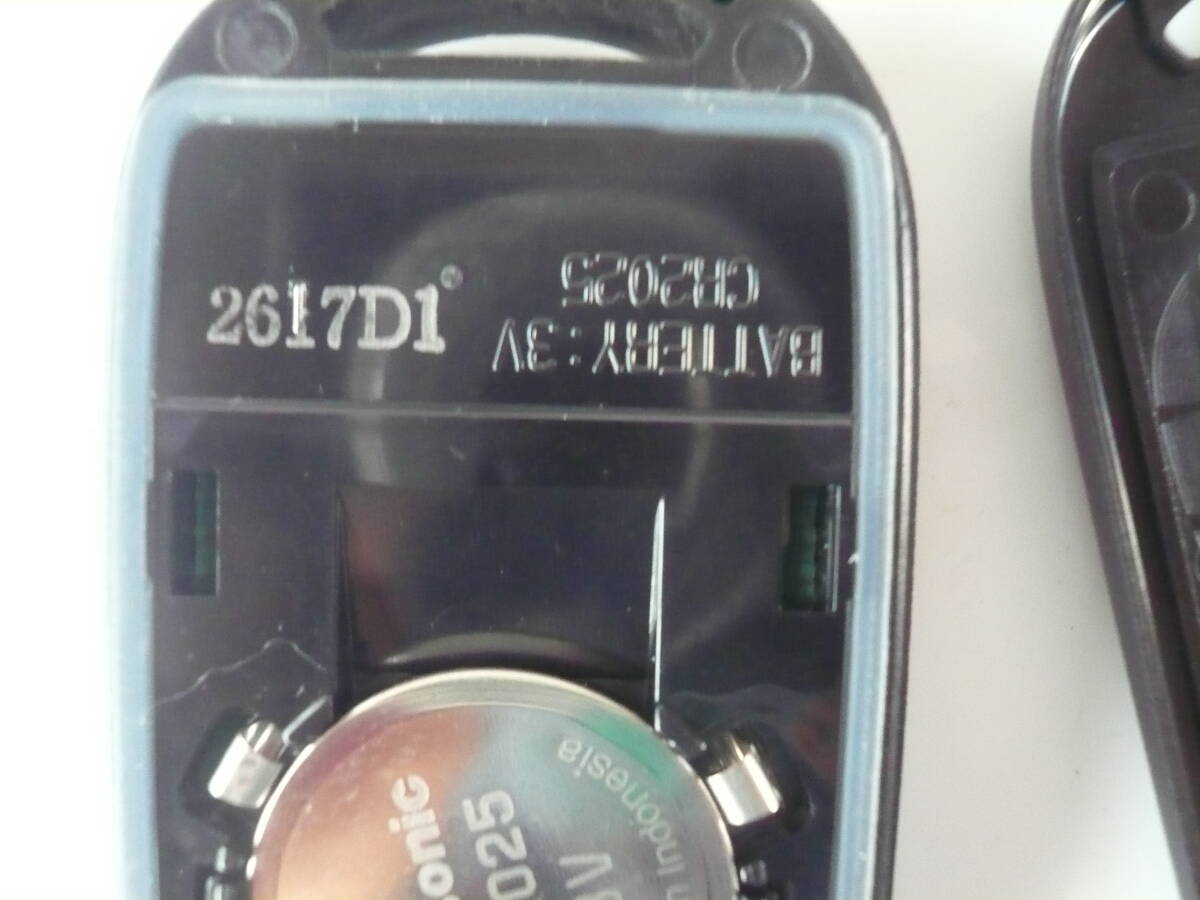 2617D1
BATTERY:3V
CR2025
onic
025
3V
Indonesia